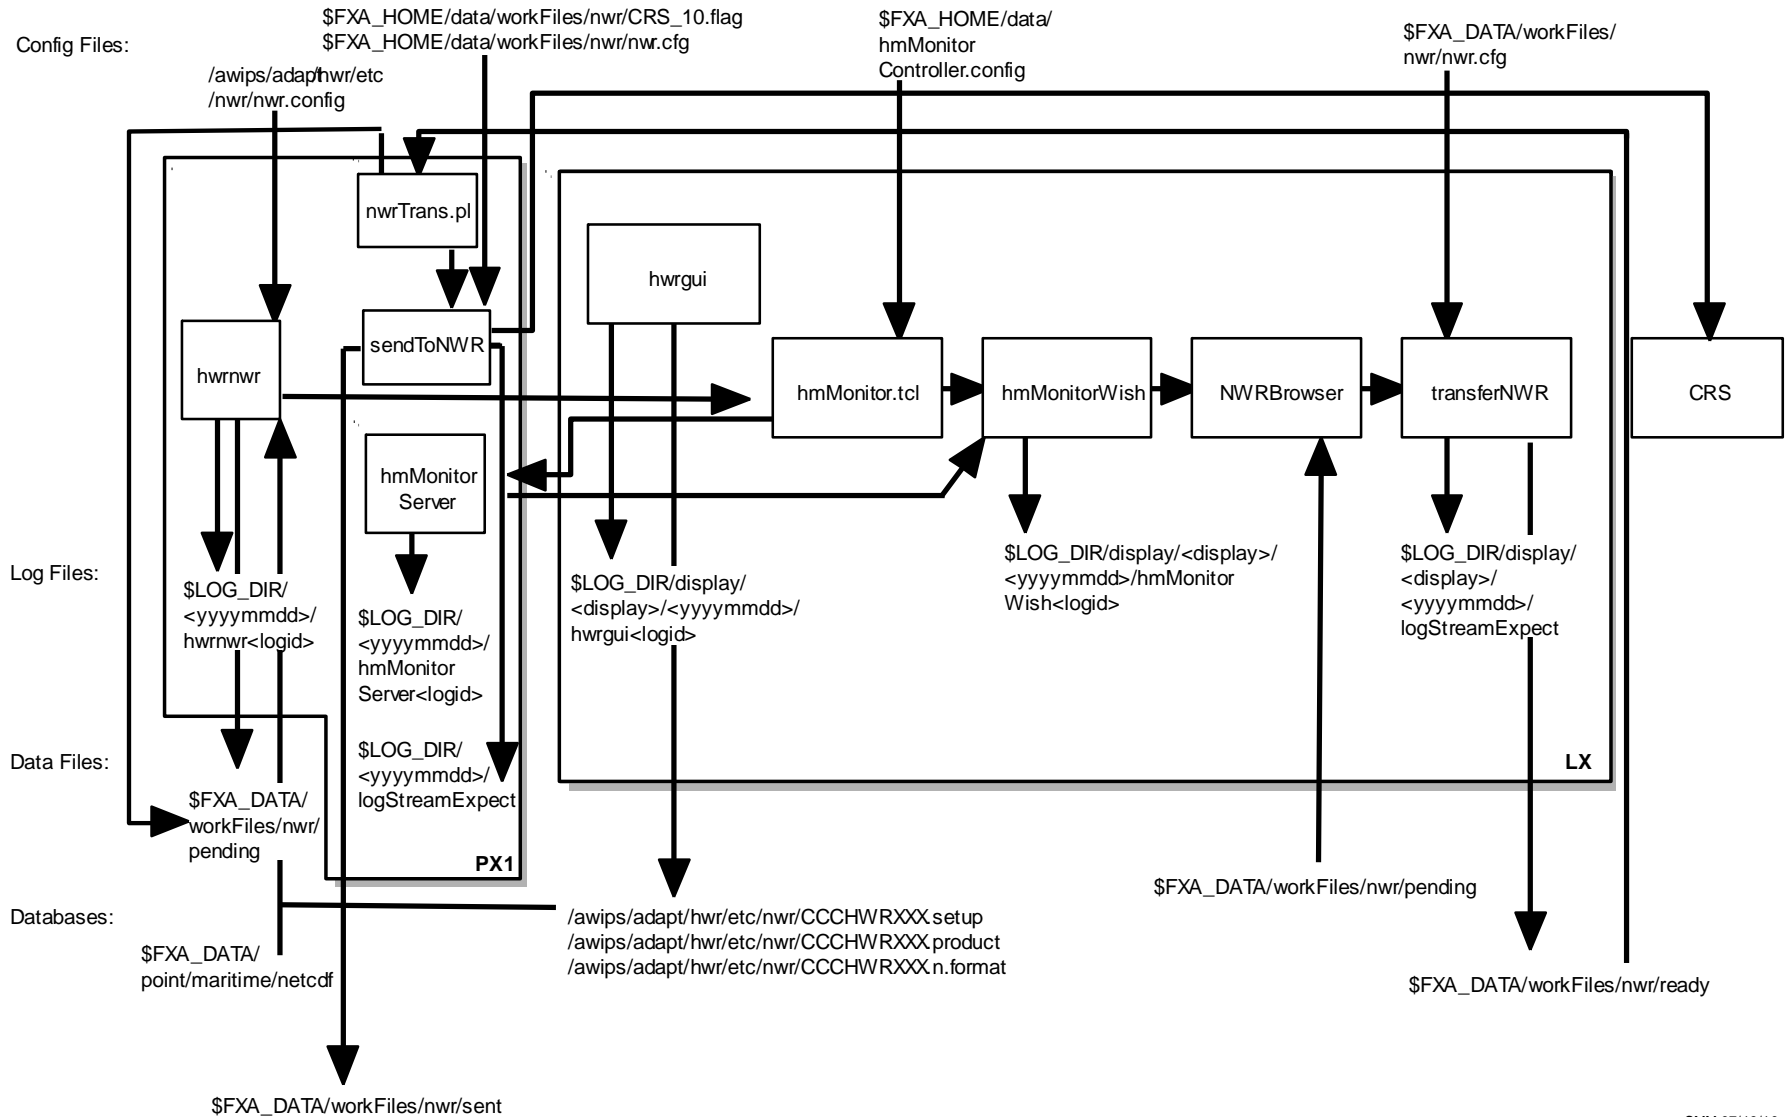 Config Files:
$FXA_HOME/data/workFiles/nwr/CRS_10.flag
$FXA_HOME/data/workFiles/nwr/nwr.cfg
/awips/adapt/hwr/etc
/nwr/nwr.config
$FXA_HOME/data/
hmMonitor
Controller.config
$FXA_DATA/workFiles/
nwr/nwr.cfg
nwrTrans.pl
hwrgui
sendToNWR
hwrnwr
hmMonitor.tcl
hmMonitorWish
NWRBrowser
transferNWR
CRS
hmMonitor
Server
Log Files:
$LOG_DIR/
<yyyymmdd>/
hwrnwr<logid>
$LOG_DIR/
<yyyymmdd>/
hmMonitor
Server<logid>
$LOG_DIR/display/
<display>/<yyyymmdd>/
hwrgui<logid>
$LOG_DIR/display/<display>/
<yyyymmdd>/hmMonitor
Wish<logid>
$LOG_DIR/display/
<display>/
<yyyymmdd>/
logStreamExpect
Data Files:
$LOG_DIR/
<yyyymmdd>/
logStreamExpect
LX
$FXA_DATA/
workFiles/nwr/
pending
PX1
$FXA_DATA/workFiles/nwr/pending
Databases:
/awips/adapt/hwr/etc/nwr/CCCHWRXXX.setup
/awips/adapt/hwr/etc/nwr/CCCHWRXXX.product
/awips/adapt/hwr/etc/nwr/CCCHWRXXX.n.format
$FXA_DATA/
point/maritime/netcdf
$FXA_DATA/workFiles/nwr/ready
$FXA_DATA/workFiles/nwr/sent